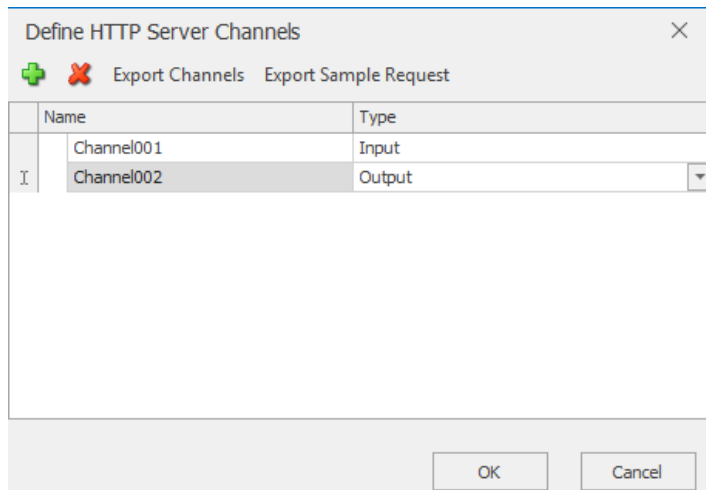 Define HTTP Server Channels
Export Channels Export Sample Request
Name Type
Channel001 Input
Channel002 Output
OK Cancel